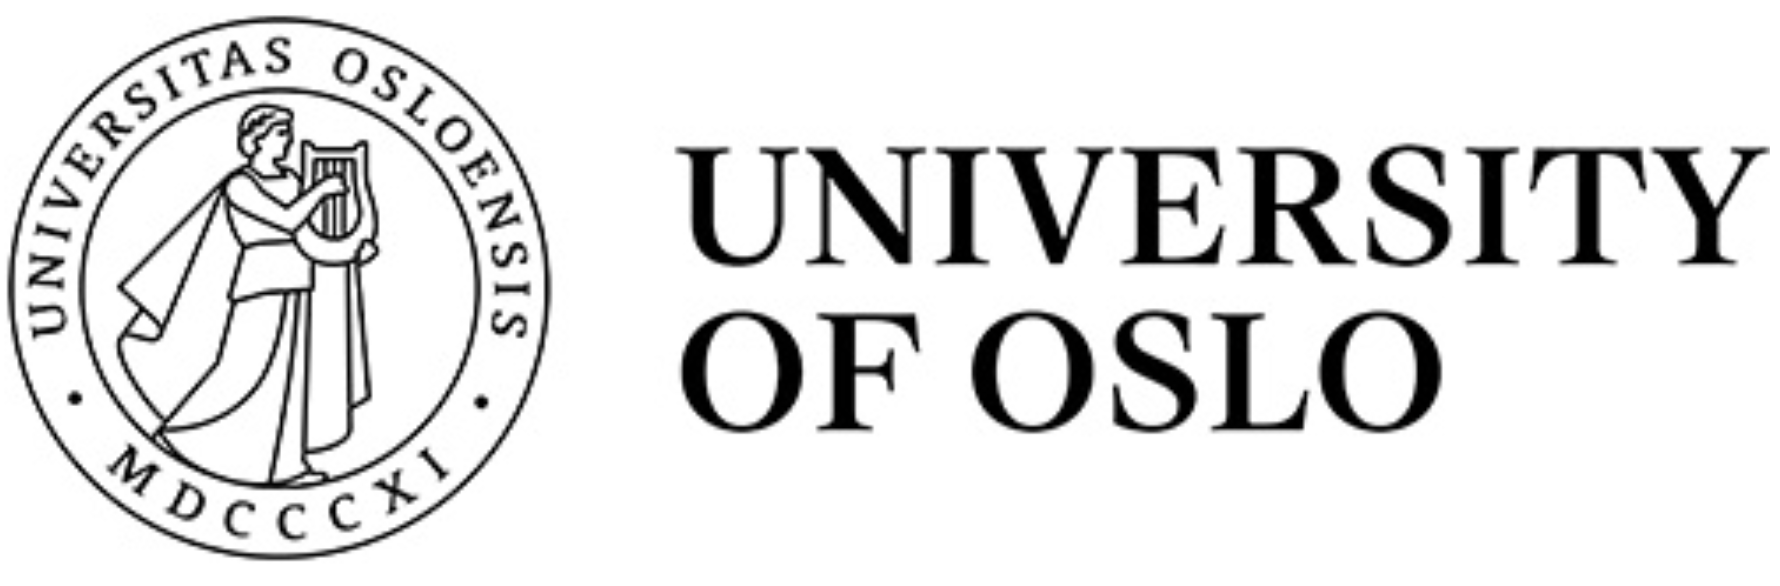 UNIVERSITAS OSLOENSIS
• MDCCCXI •
UNIVERSITY
OF OSLO